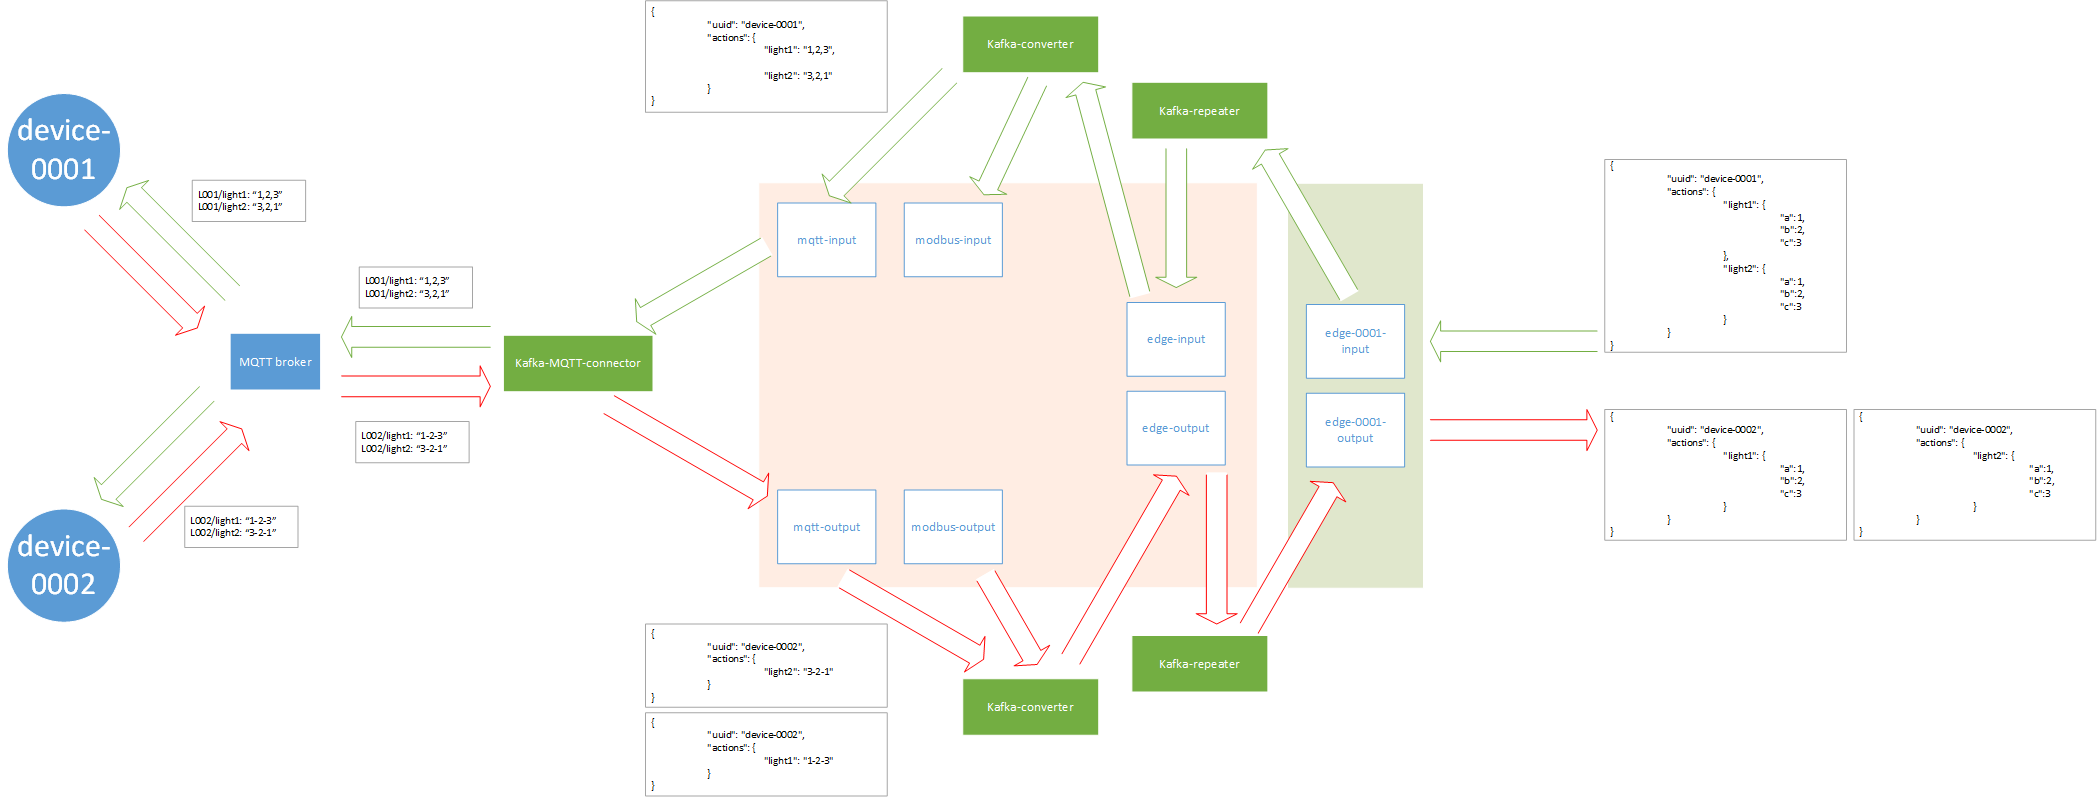 {
"uuid": "device-0001",
"actions": {
"light1": "1,2,3",
"light2": "3,2,1"
}
}
Kafka-converter
Kafka-repeater
device-
0001
L001/light1: “1,2,3”
L001/light2: “3,2,1”
{
"uuid": "device-0001",
"actions": {
"light1": {
"a":1,
"b":2,
"c":3
},
"light2": {
"a":1,
"b":2,
"c":3
}
}
}
mqtt-input
modbus-input
L001/light1: “1,2,3”
L001/light2: “3,2,1”
MQTT broker
Kafka-MQTT-connector
edge-input
edge-0001-
input
edge-output
edge-0001-
output
L002/light1: “1-2-3”
L002/light2: “3-2-1”
{
"uuid": "device-0002",
"actions": {
"light1": {
"a":1,
"b":2,
"c":3
}
}
}
{
"uuid": "device-0002",
"actions": {
"light2": {
"a":1,
"b":2,
"c":3
}
}
}
L002/light1: “1-2-3”
L002/light2: “3-2-1”
device-
0002
mqtt-output
modbus-output
{
"uuid": "device-0002",
"actions": {
"light2": "3-2-1"
}
}
Kafka-repeater
Kafka-converter
{
"uuid": "device-0002",
"actions": {
"light1": "1-2-3"
}
}